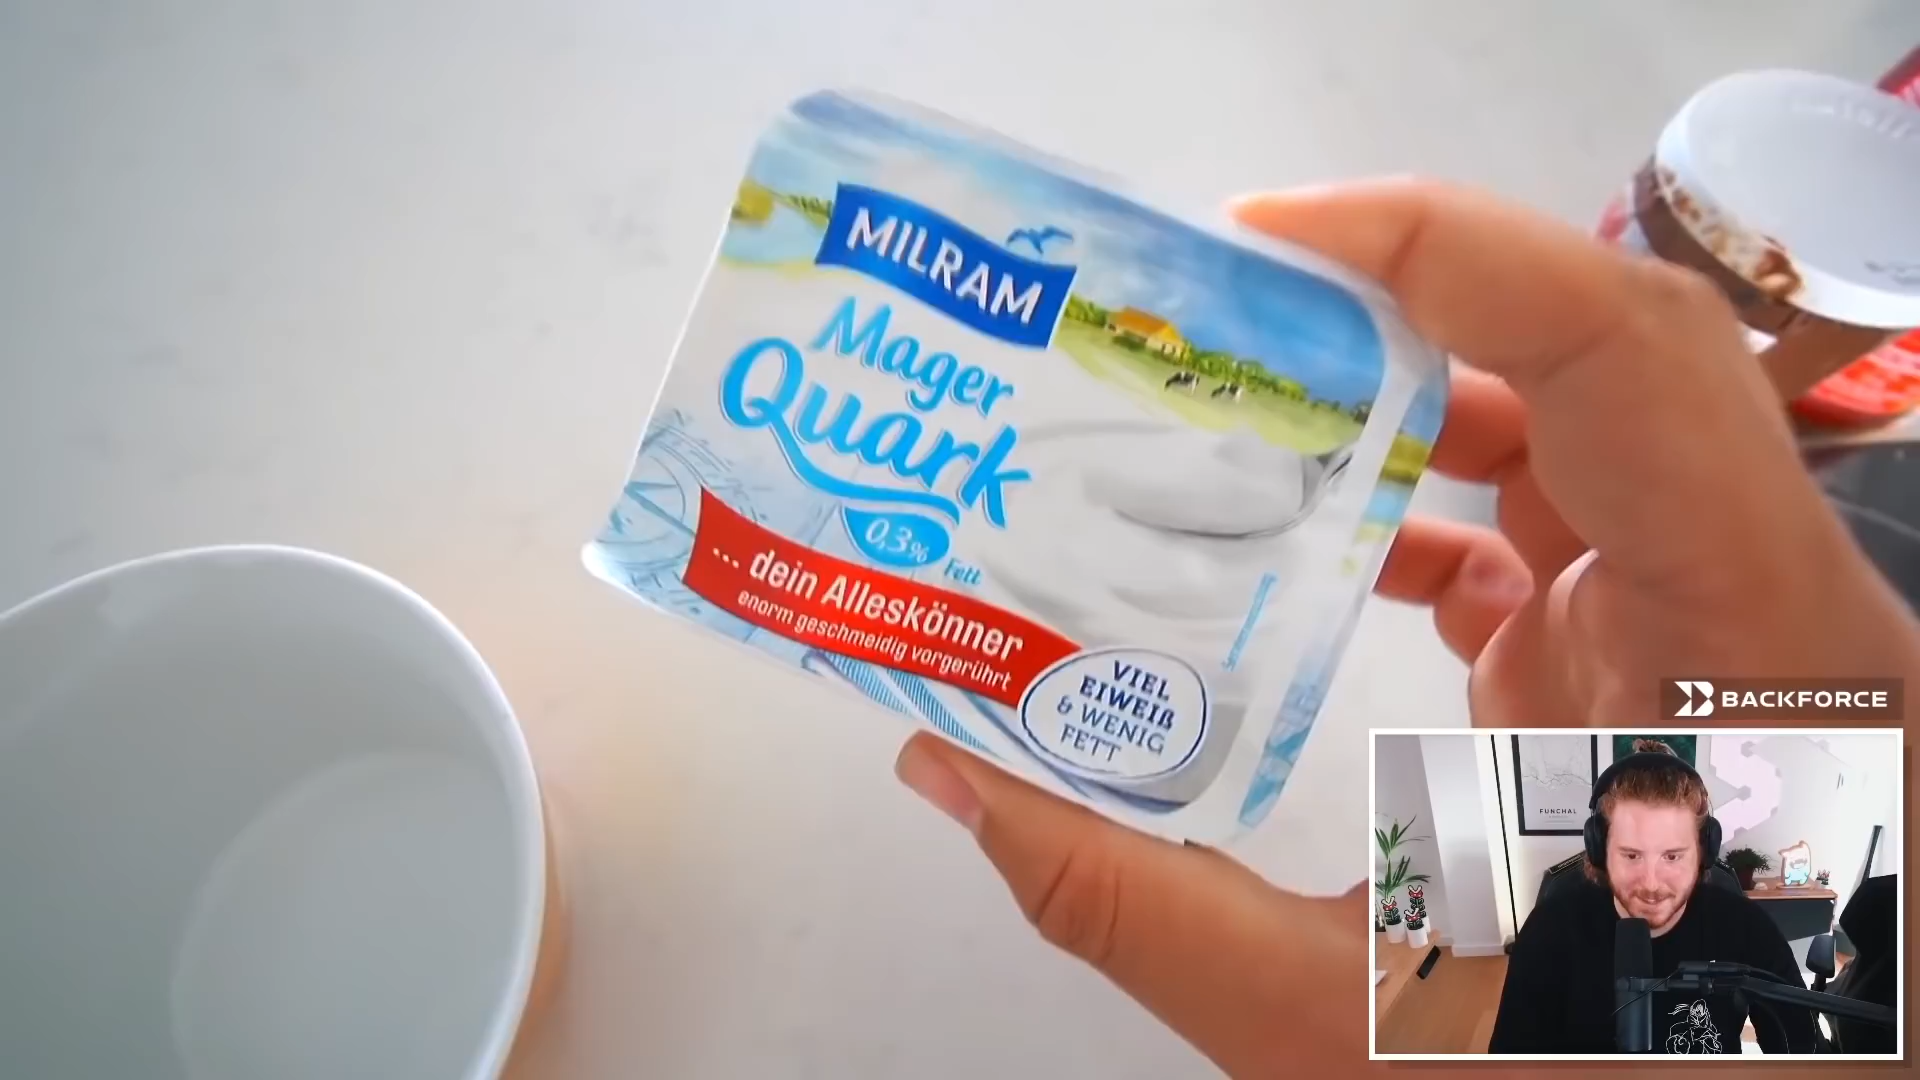 MILRAM
Mager
Quark
0,3%
Fett
... dein Alleskönner
enorm geschmeidig vorgerührt
VIEL
EIWEIß
& WENIG
FETT
BACKFORCE
FUNCHAL